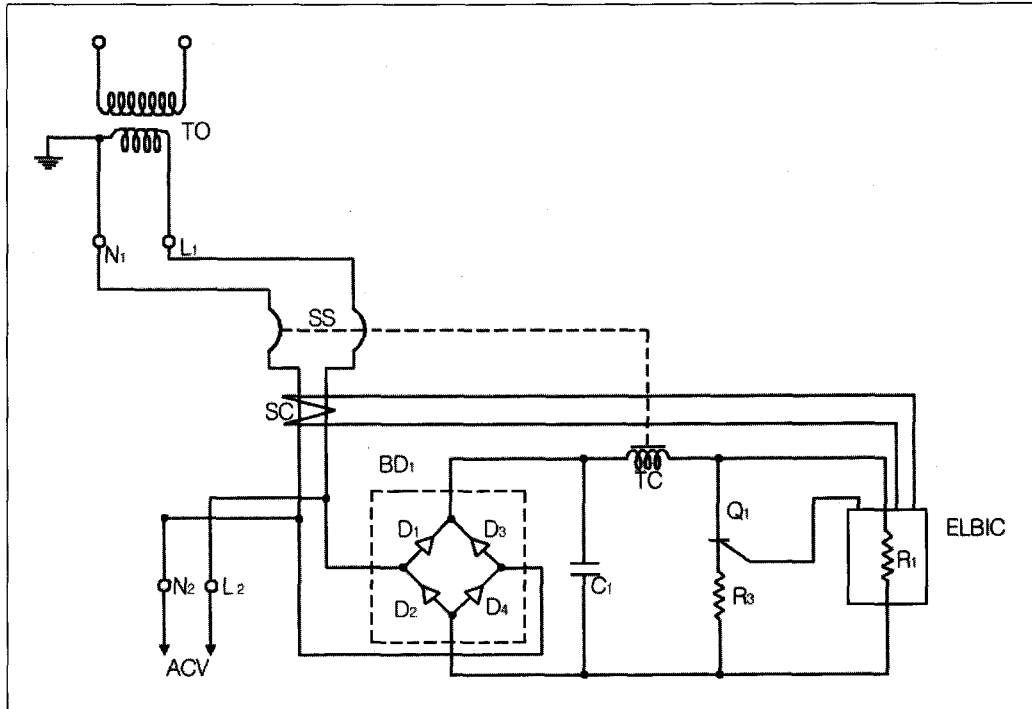 TO
N1
L1
SS
SC
BD1
TC
Q1
ELBIC
D1
D3
D2
D4
C1
R3
R1
N2
L2
ACV